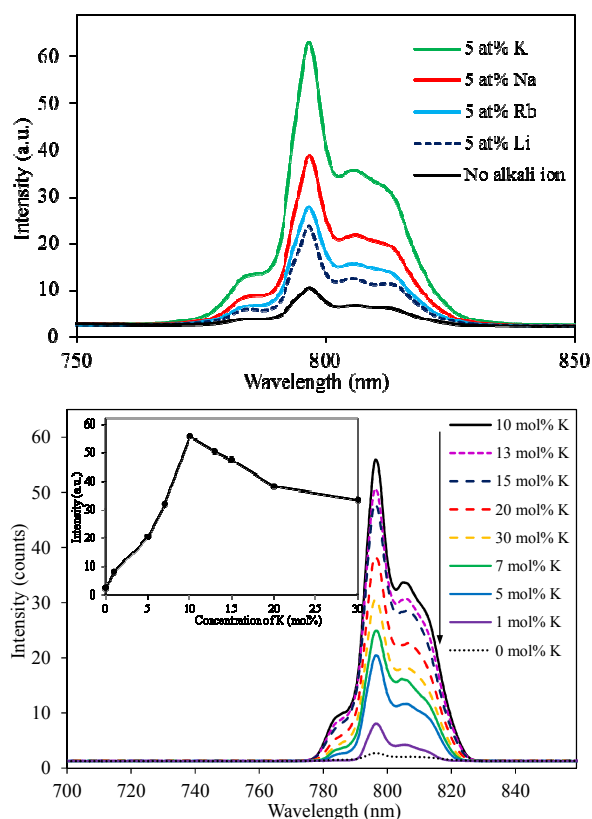 60
50
40
30
20
10
0
Intensity (a.u.)
5 at% K
5 at% Na
5 at% Rb
5 at% Li
No alkali ion
750 800 850
Wavelength (nm)
60
50
40
30
20
10
0
Intensity (counts)
60
50
40
30
20
10
0
Intensity (a.u.)
0 5 10 15 20 25 30
Concentration of K (mol%)
10 mol% K
13 mol% K
15 mol% K
20 mol% K
30 mol% K
7 mol% K
5 mol% K
1 mol% K
0 mol% K
700 720 740 760 780 800 820 840
Wavelength (nm)